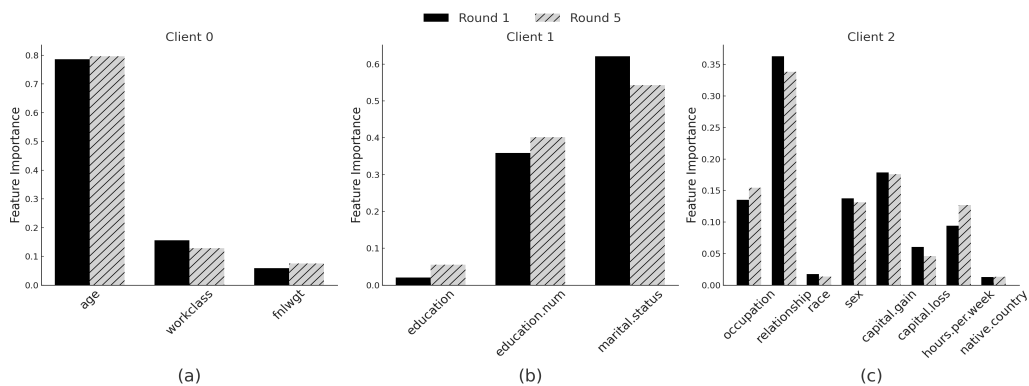 Round 1 Round 5
Client 0
Feature Importance
0.8
0.7
0.6
0.5
0.4
0.3
0.2
0.1
0.0
age workclass fnlwgt
(a)
Client 1
Feature Importance
0.6
0.5
0.4
0.3
0.2
0.1
0.0
education education.num marital.status
(b)
Client 2
Feature Importance
0.35
0.30
0.25
0.20
0.15
0.10
0.05
0.00
occupation relationship race sex capital.gain capital.loss hours.per.week native.country
(c)